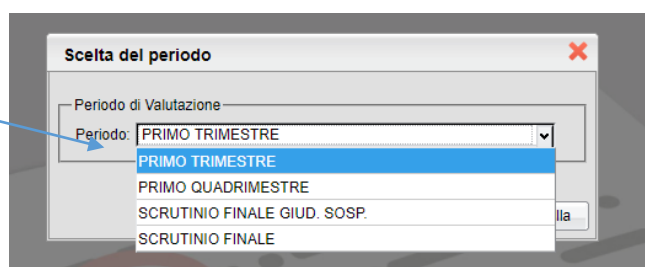 Scelta del periodo
Periodo di Valutazione
Periodo: PRIMO TRIMESTRE
PRIMO TRIMESTRE
PRIMO QUADRIMESTRE
SCRUTINIO FINALE GIUD. SOSP.
lla
SCRUTINIO FINALE